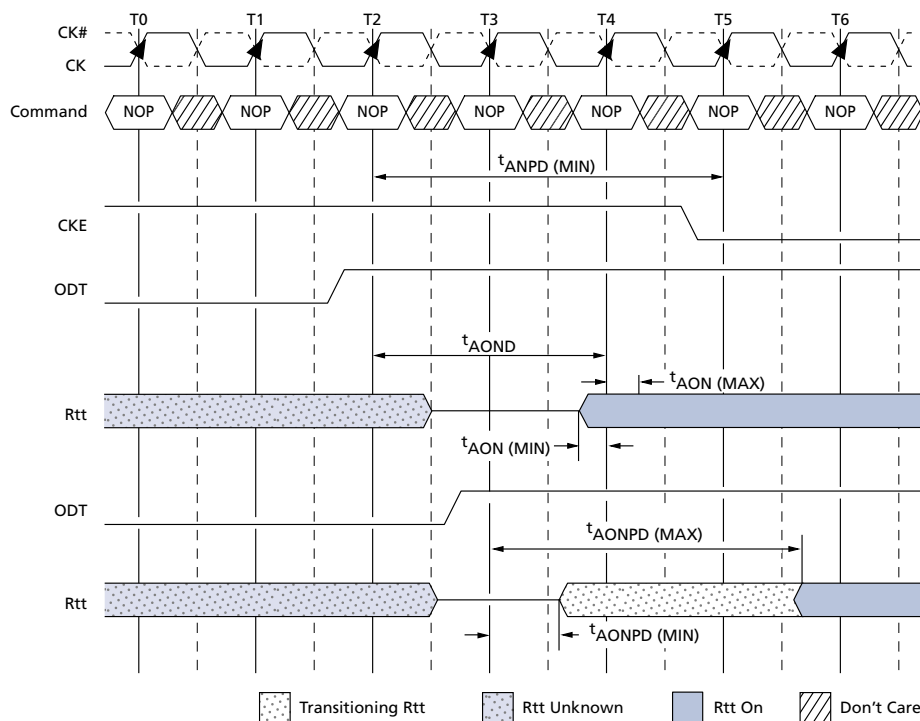 T0 T1 T2 T3 T4 T5 T6
CK#
CK
Command NOP NOP NOP NOP NOP NOP NOP
tANPD (MIN)
CKE
ODT
tAOND
tAON (MAX)
Rtt
tAON (MIN)
ODT
tAONPD (MAX)
Rtt
tAONPD (MIN)
Transitioning Rtt Rtt Unknown Rtt On Don't Care